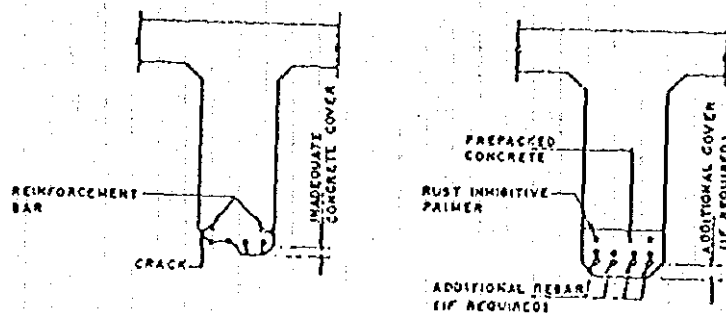 REINFORCEMENT
BAR
CRACK
INADEQUATE
CONCRETE COVER
PREPACKED
CONCRETE
RUST INHIBITIVE
PRIMER
ADDITIONAL REBAR
(IF REQUIRED)
ADDITIONAL COVER
(IF REQUIRED)